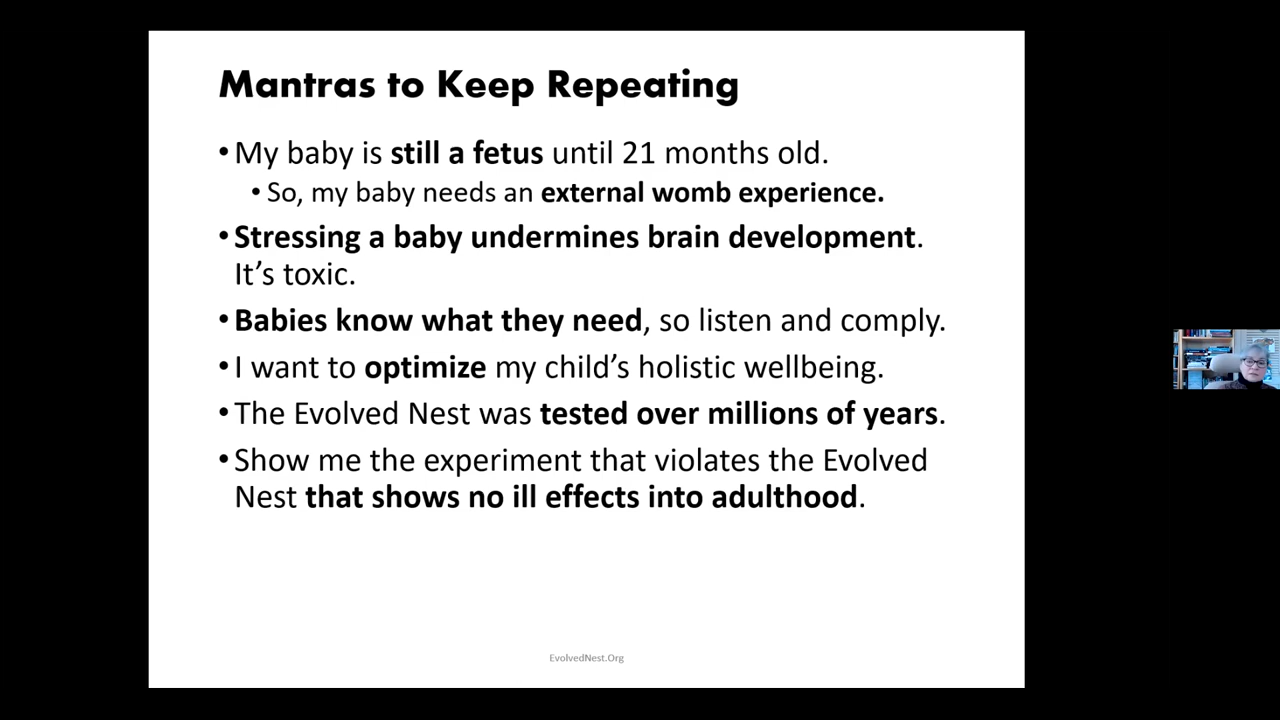 Mantras to Keep Repeating
•My baby is still a fetus until 21 months old.
•So, my baby needs an external womb experience.
•Stressing a baby undermines brain development.
It’s toxic.
•Babies know what they need, so listen and comply.
•I want to optimize my child’s holistic wellbeing.
•The Evolved Nest was tested over millions of years.
•Show me the experiment that violates the Evolved
Nest that shows no ill effects into adulthood.
EvolvedNest.Org